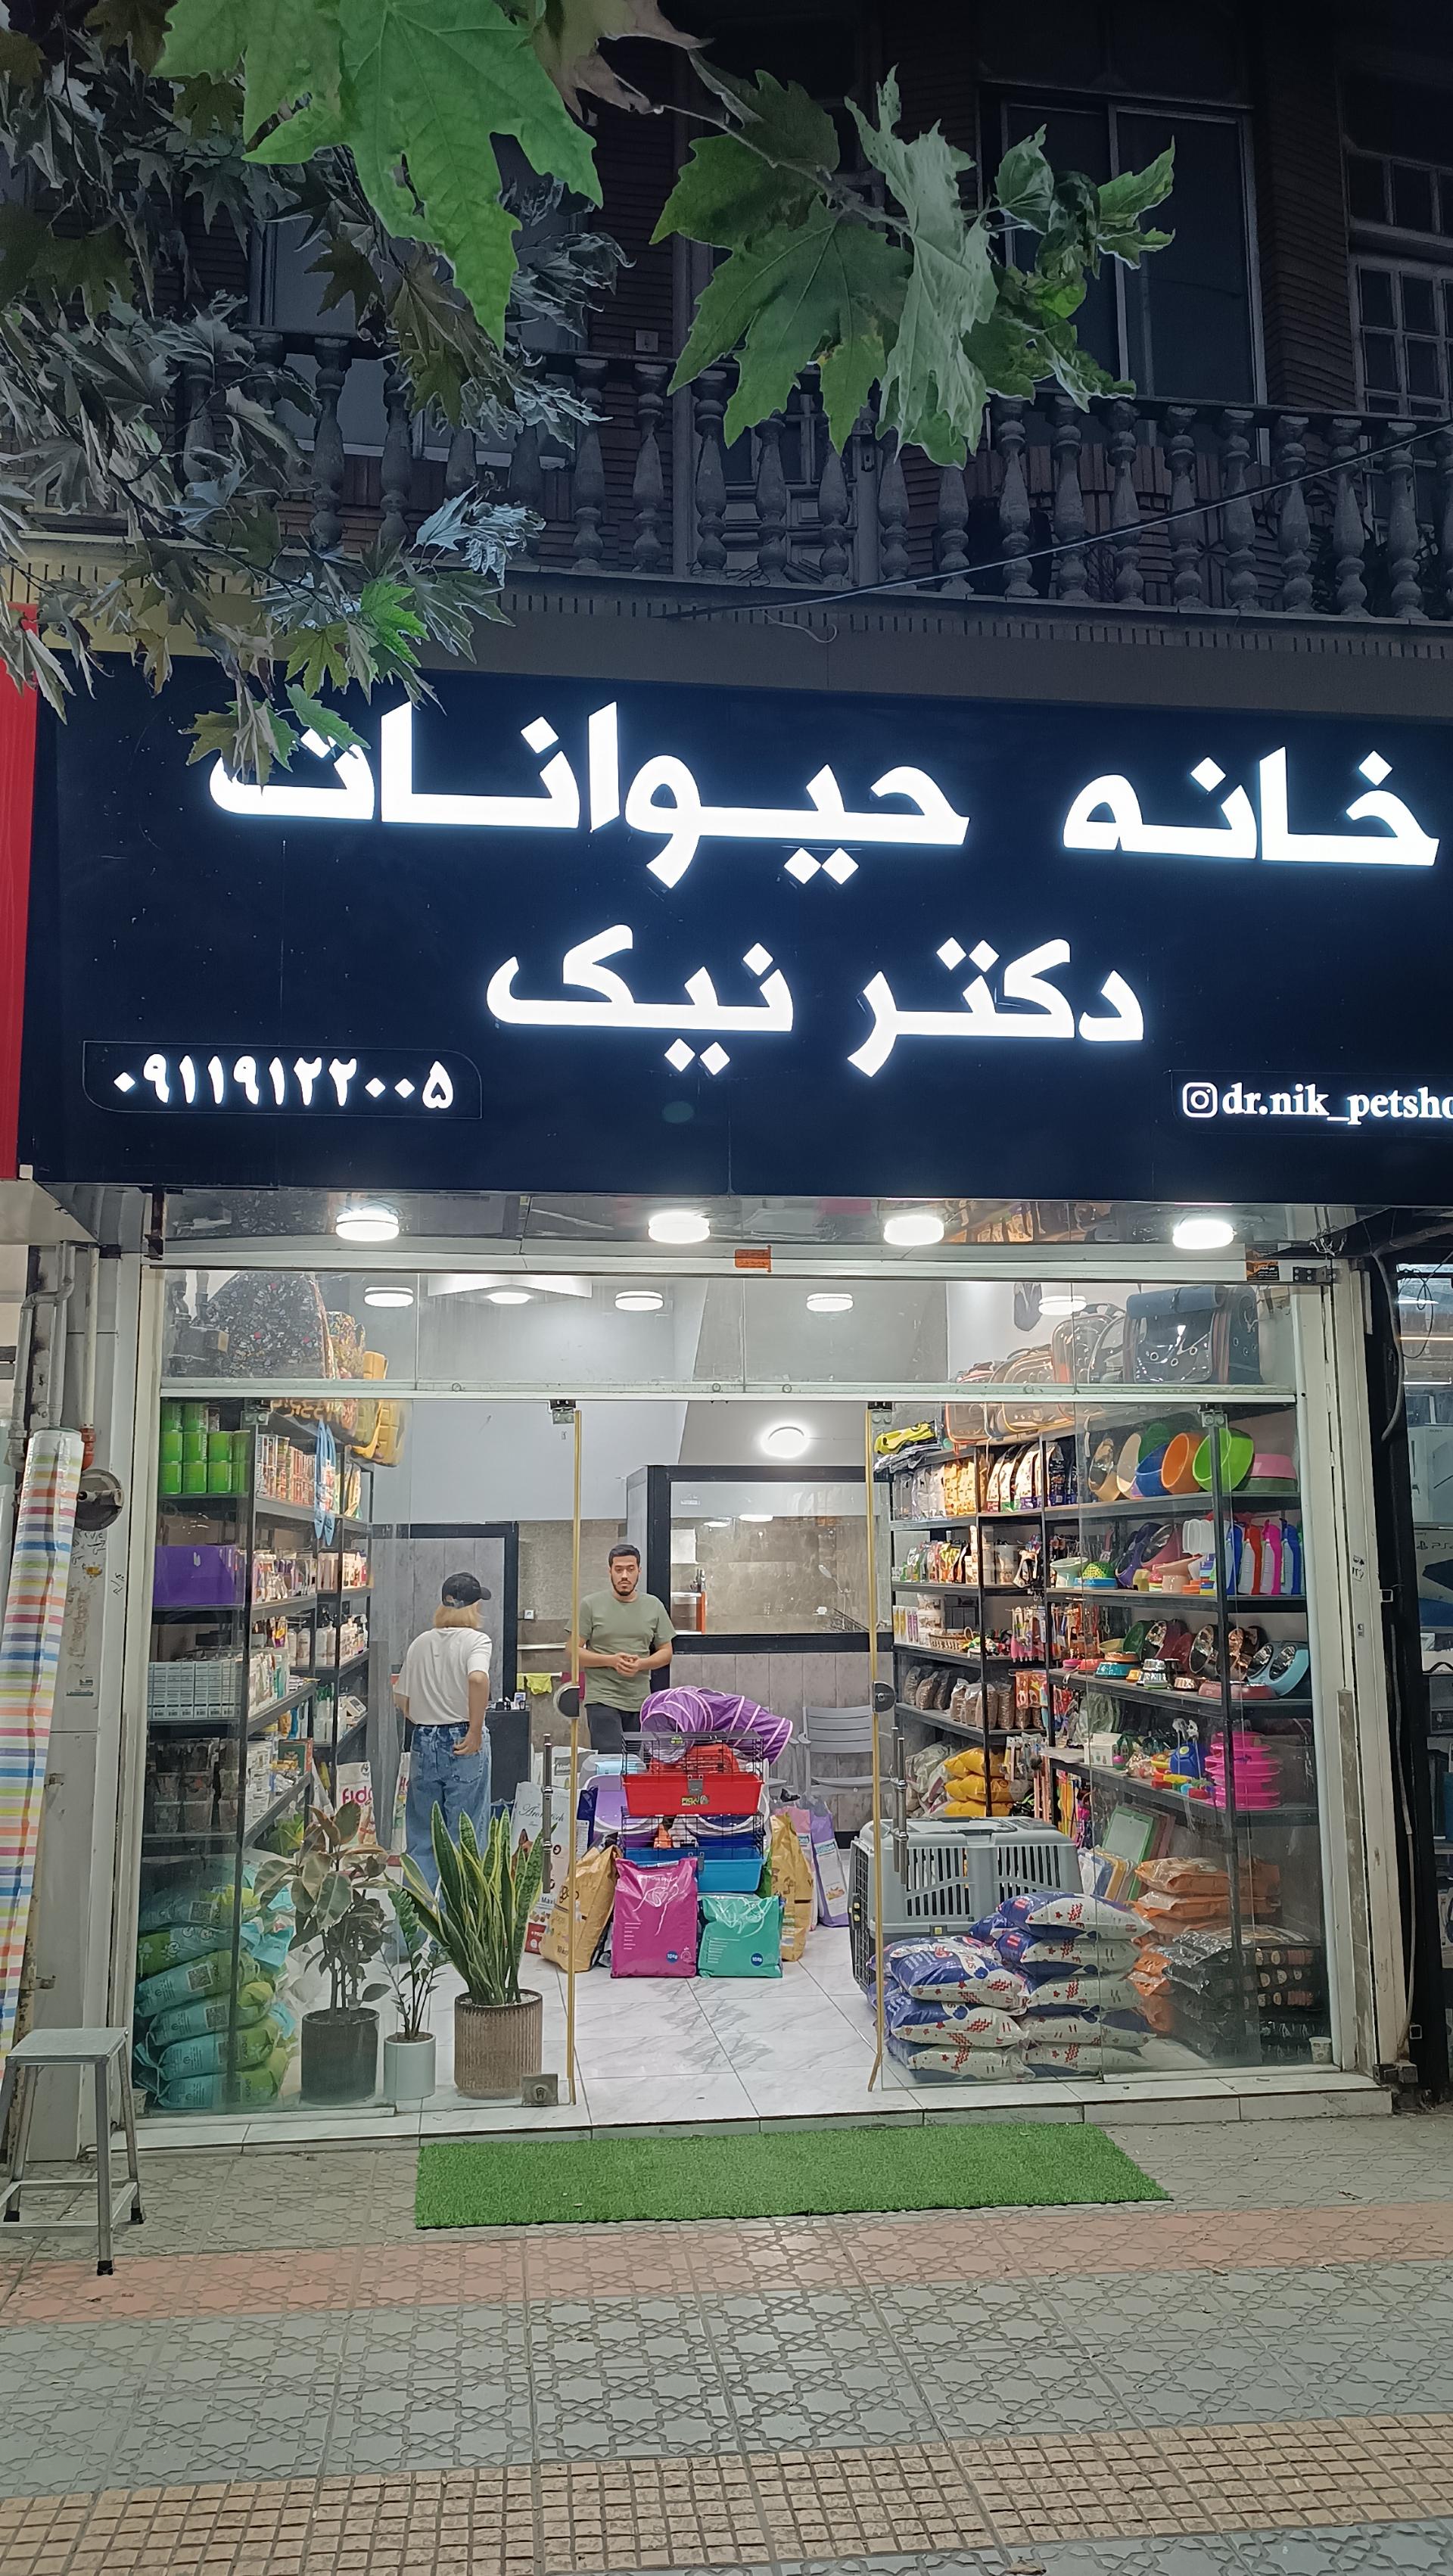 خانه حیوانات
دکتر نیک
۰۹۱۱۹۱۲۲۰۰۵
dr.nik_petsho